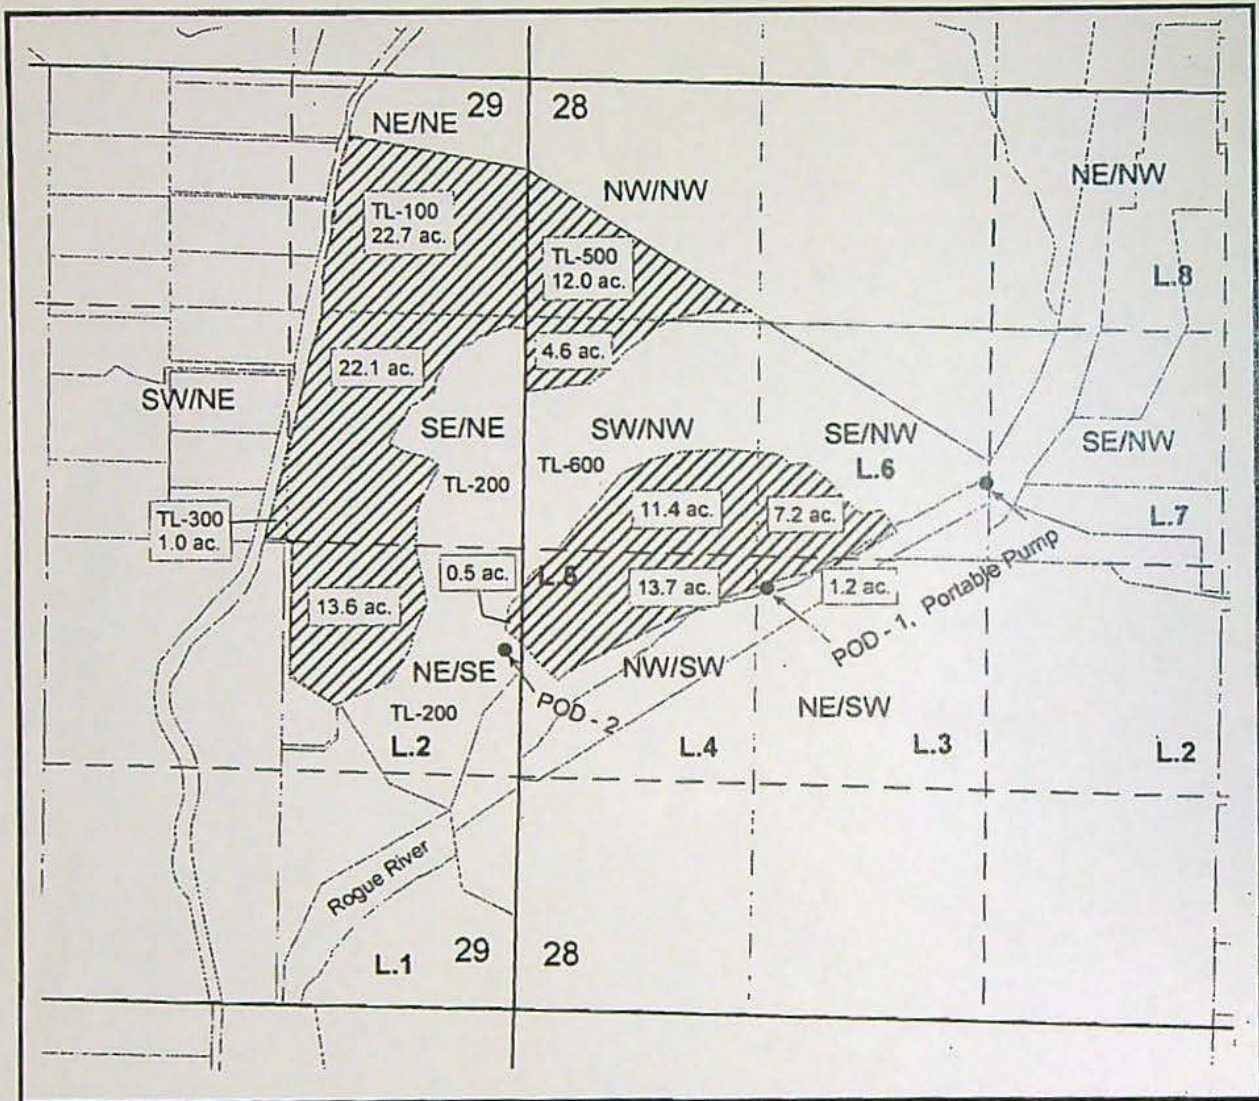 29
28
NE/NE
NW/NW
NE/NW
TL-100
22.7 ac.
TL-500
12.0 ac.
L.8
4.6 ac.
22.1 ac.
SW/NE
SE/NE
SW/NW
SE/NW
L.6
SE/NW
TL-200
TL-600
11.4 ac.
7.2 ac.
L.7
TL-300
1.0 ac.
0.5 ac.
L.5
13.6 ac.
13.7 ac.
1.2 ac.
POD - 1, Portable Pump
NE/SE
NW/SW
POD - 2
NE/SW
TL-200
L.2
L.4
L.3
L.2
Rogue River
L.1
29
28